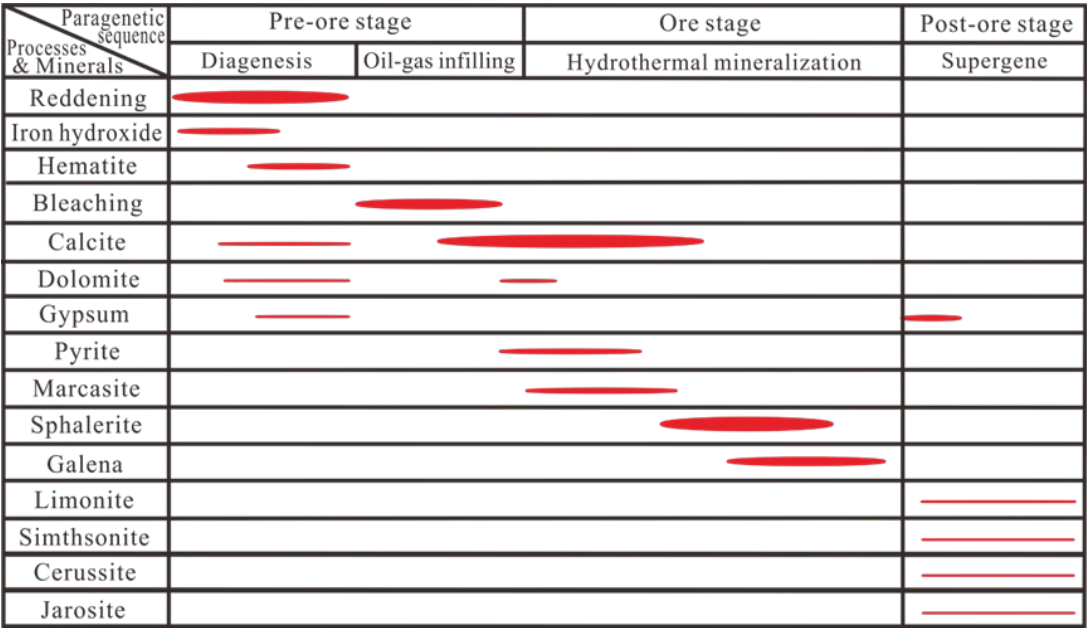 Paragenetic
sequence
Processes
& Minerals
Pre-ore stage
Ore stage
Post-ore stage
Diagenesis
Oil-gas infilling
Hydrothermal mineralization
Supergene
Reddening
Iron hydroxide
Hematite
Bleaching
Calcite
Dolomite
Gypsum
Pyrite
Marcasite
Sphalerite
Galena
Limonite
Simthsonite
Cerussite
Jarosite